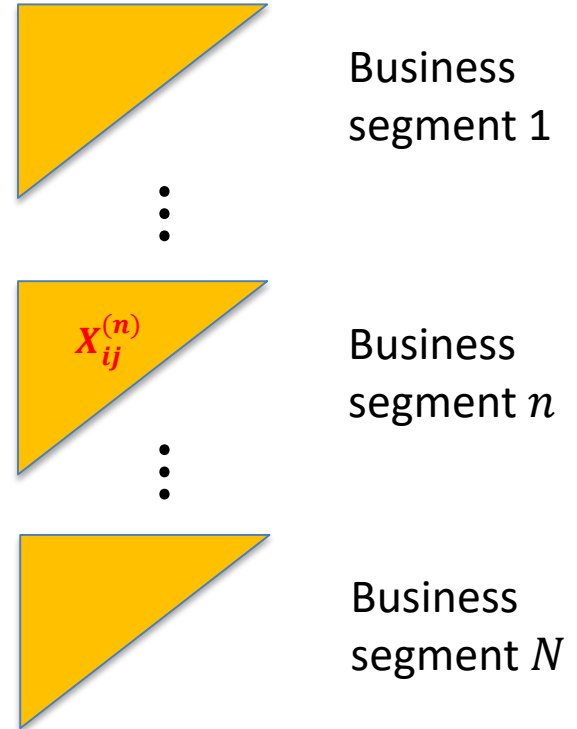 Business
segment 1
X_{ij}^{(n)}
Business
segment n
Business
segment N